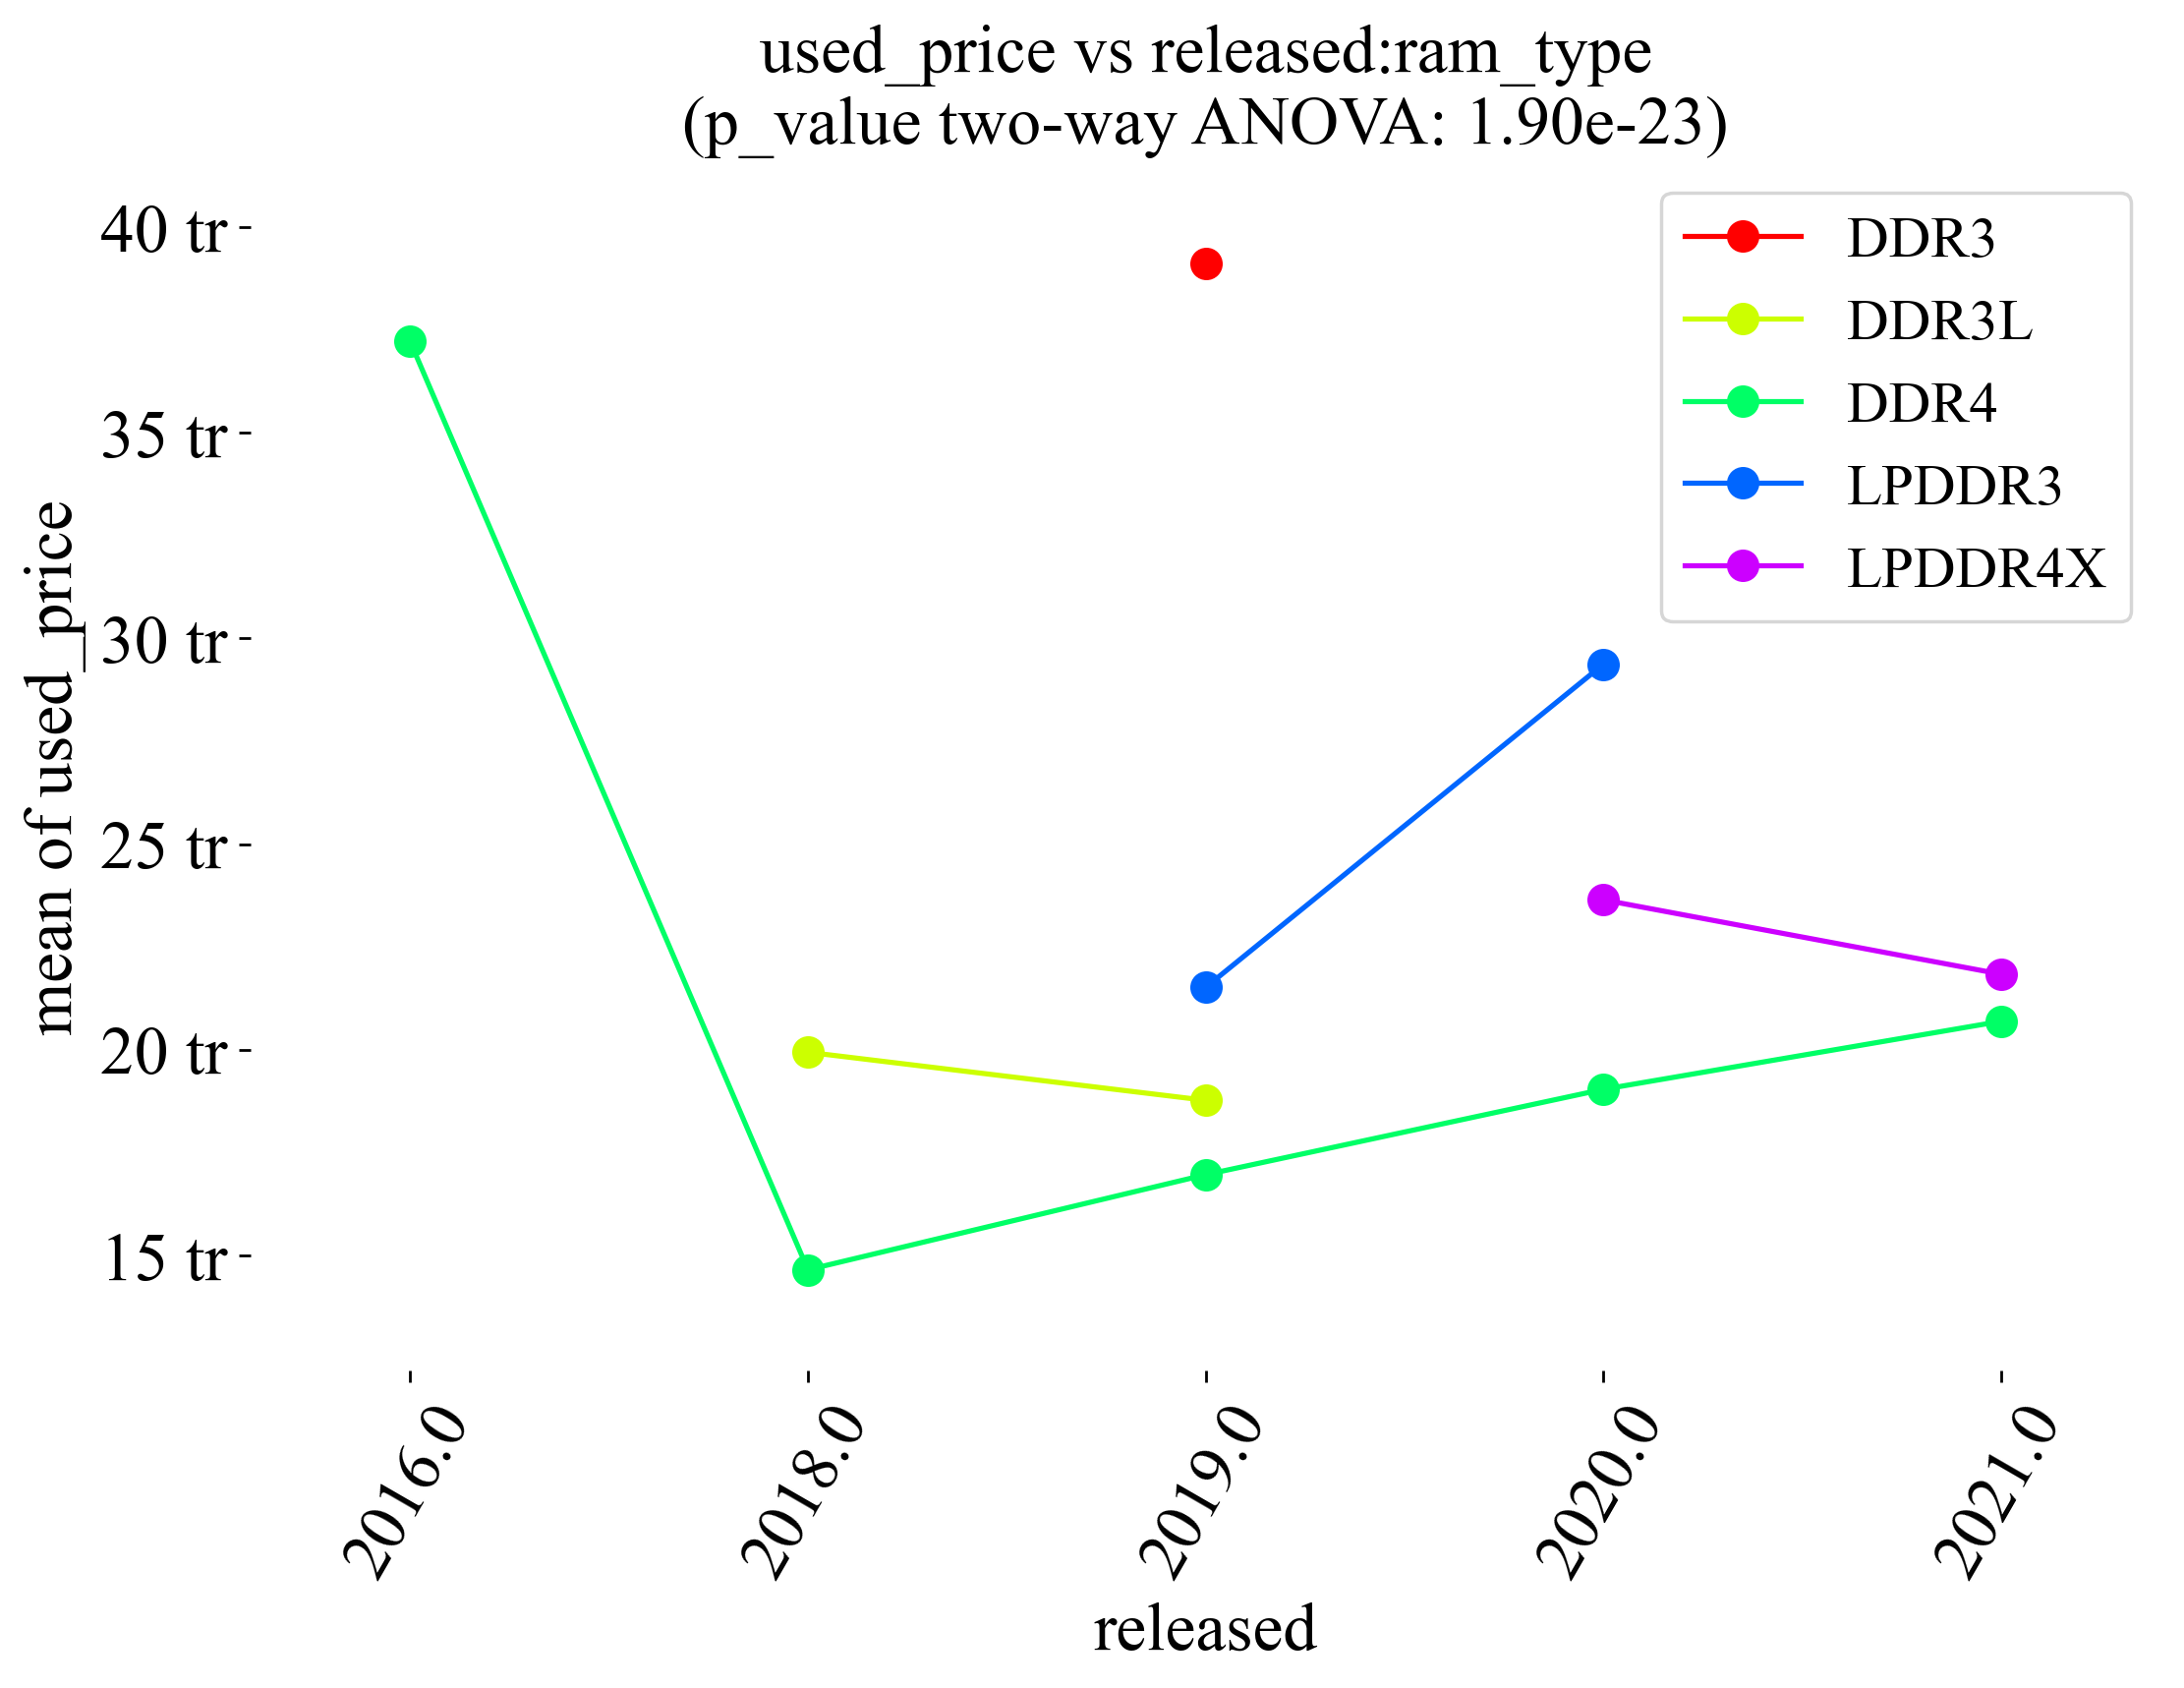 used_price vs released:ram_type
(p_value two-way ANOVA: 1.90e-23)
40 tr
35 tr
30 tr
25 tr
20 tr
15 tr
mean of used_price
DDR3
DDR3L
DDR4
LPDDR3
LPDDR4X
2016.0
2018.0
2019.0
2020.0
2021.0
released